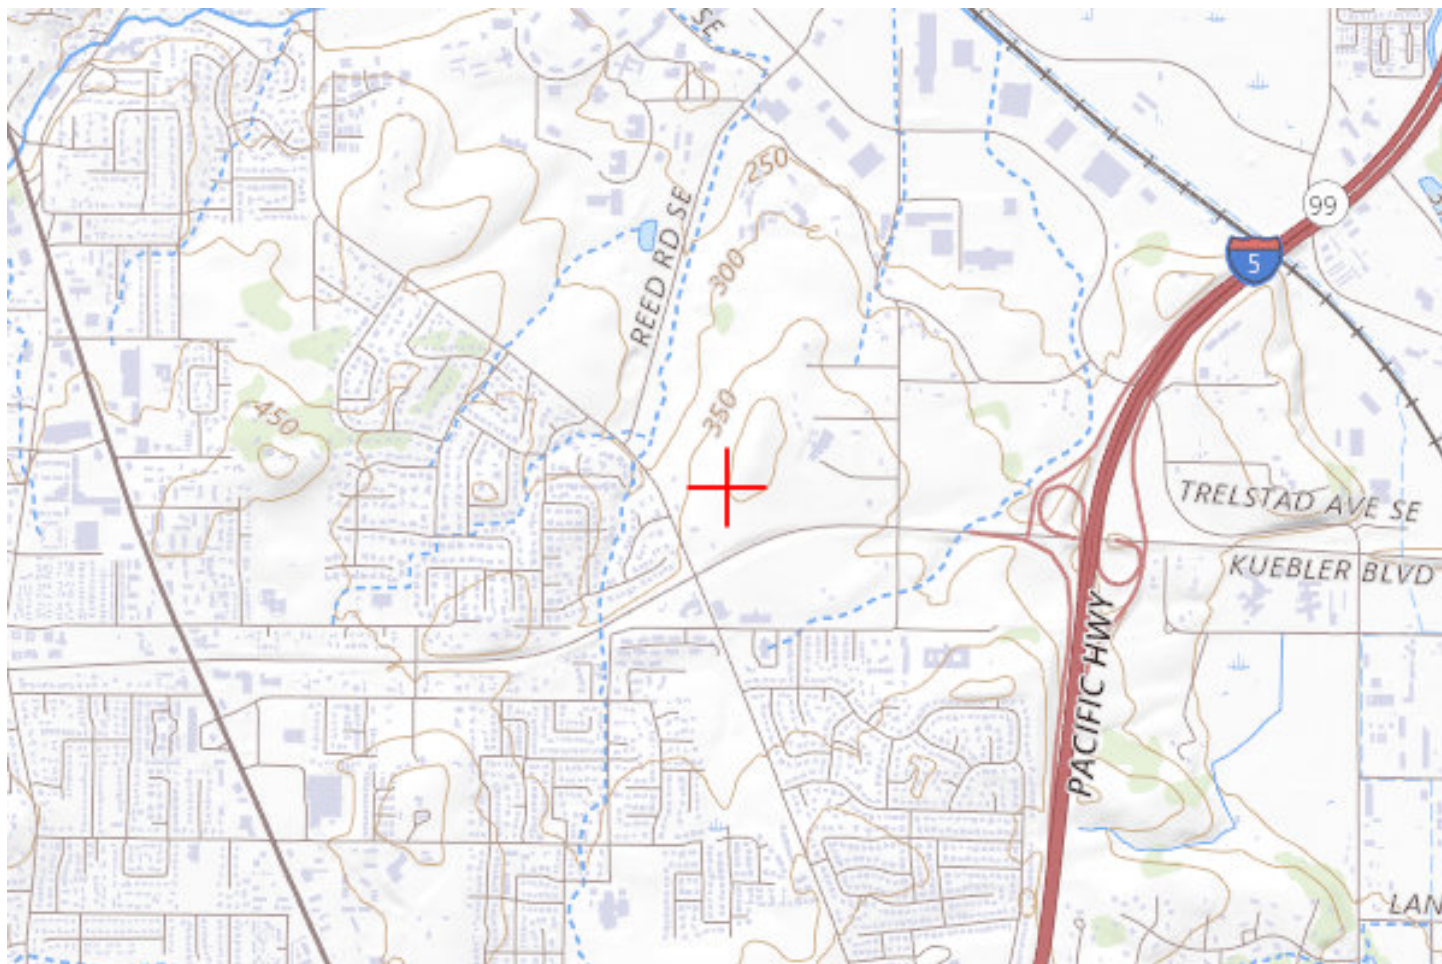 SE
250
99
5
REED RD SE
300
350
450
TRELSTAD AVE SE
KUEBLER BLVD
PACIFIC HWY
LAN